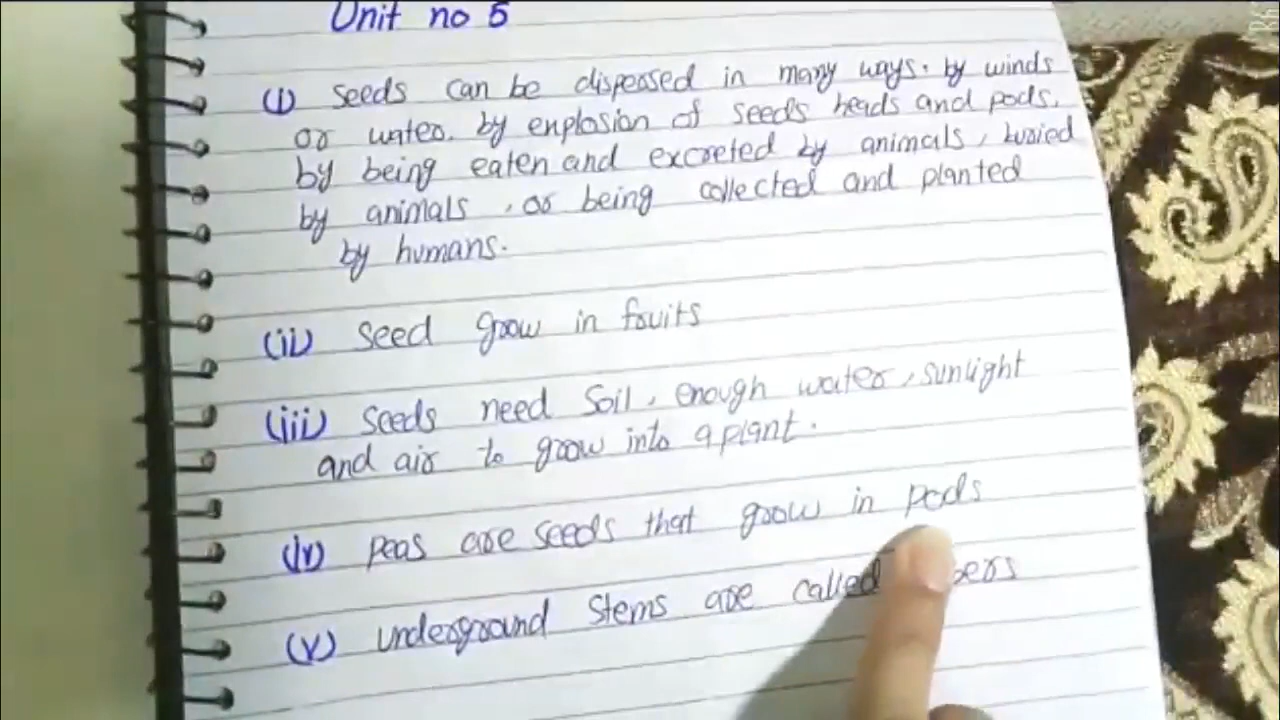 Unit no 5
(i) seeds can be dispersed in many ways. by winds
or water. by explosion of seeds heads and pods.
by being eaten and excreted by animals, buried
by animals, or being collected and planted
by humans.
(ii) seed grow in fruits
(iii) seeds need soil, enough water, sunlight
and air to grow into a plant.
(iv) peas are seeds that grow in pods
(v) underground stems are called